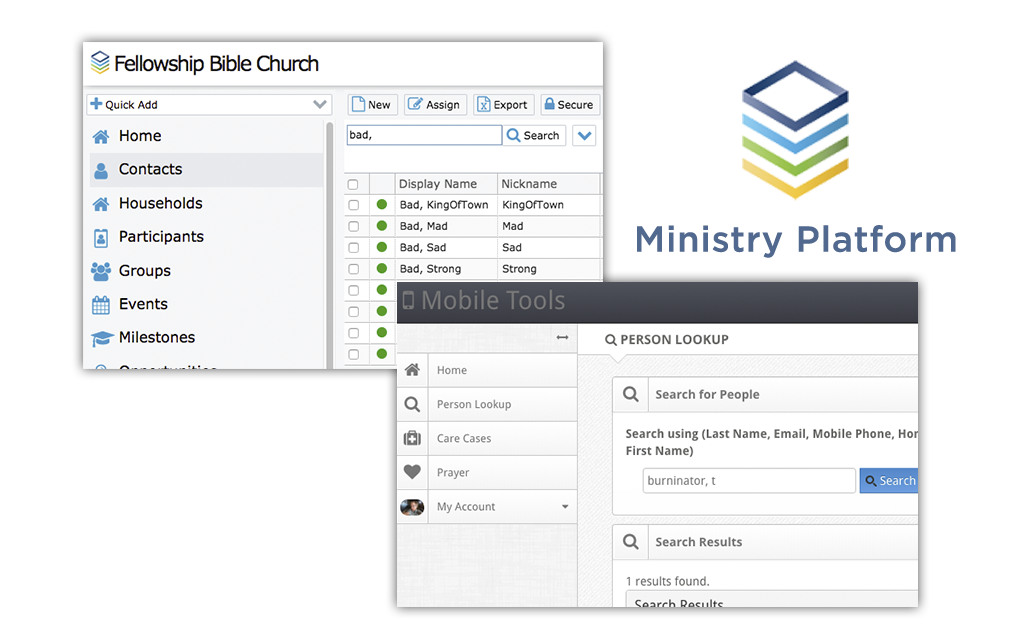 Fellowship Bible Church
Quick Add
Home
Contacts
Households
Participants
Groups
Events
Milestones
Opportunities
New Assign Export Secure
bad, Search
Display Name Nickname
Bad, KingOfTown KingOfTown
Bad, Mad Mad
Bad, Sad Sad
Bad, Strong Strong
Ministry Platform
Mobile Tools
Home
Person Lookup
Care Cases
Prayer
My Account
PERSON LOOKUP
Search for People
Search using (Last Name, Email, Mobile Phone, Hor
First Name)
burninator, t Search
Search Results
1 results found.
Search Results